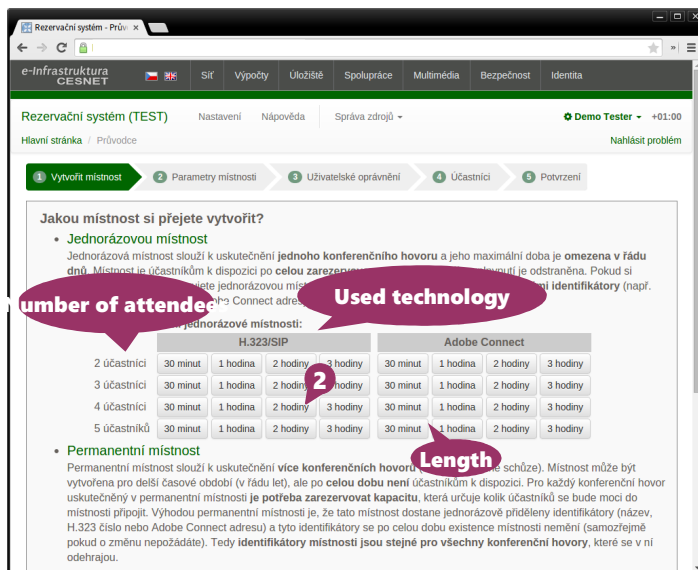 Rezervační systém - Prův
e-Infrastruktura
CESNET
Síť Výpočty Úložiště Spolupráce Multimédia Bezpečnost Identita
Rezervační systém (TEST) Nastavení Nápověda Správa zdrojů Demo Tester +01:00
Hlavní stránka / Průvodce Nahlásit problém
1 Vytvořit místnost 2 Parametry místnosti 3 Uživatelské oprávnění 4 Účastníci 5 Potvrzení
Jakou místnost si přejete vytvořit?
• Jednorázovou místnost
Jednorázová místnost slouží k uskutečnění jednoho konferenčního hovoru a jeho maximální doba je omezena v řádu
dnů. Místnost je účastníkům k dispozici po celou zarezervo uplynutí je odstraněna. Pokud si
jete jednorázovou míst mi identifikátory (např.
be Connect adres
Number of attendee
Used technology
jednorázové místnosti:
H.323/SIP Adobe Connect
2 účastníci 30 minut 1 hodina 2 hodiny 3 hodiny 30 minut 1 hodina 2 hodiny 3 hodiny
3 účastníci 30 minut 1 hodina 2 hodiny 3 hodiny 30 minut 1 hodina 2 hodiny 3 hodiny
2
4 účastníci 30 minut 1 hodina 2 hodiny 3 hodiny 30 minut 1 hodina 2 hodiny 3 hodiny
5 účastníků 30 minut 1 hodina 2 hodiny 3 hodiny 30 minut 1 hodina 2 hodiny 3 hodiny
Length
• Permanentní místnost
Permanentní místnost slouží k uskutečnění více konferenčních hovorů ( né schůze). Místnost může být
vytvořena pro delší časové období (v řádu let), ale po celou dobu není účastníkům k dispozici. Pro každý konferenční hovor
uskutečněný v permanentní místnosti je potřeba zarezervovat kapacitu, která určuje kolik účastníků se bude moci do
místnosti připojit. Výhodou permanentní místnosti je, že tato místnost dostane jednorázově přiděleny identifikátory (název,
H.323 číslo nebo Adobe Connect adresu) a tyto identifikátory se po celou dobu existence místnosti nemění (samozřejmě
pokud o změnu nepožádáte). Tedy identifikátory místnosti jsou stejné pro všechny konferenční hovory, které se v ní
odehrajou.